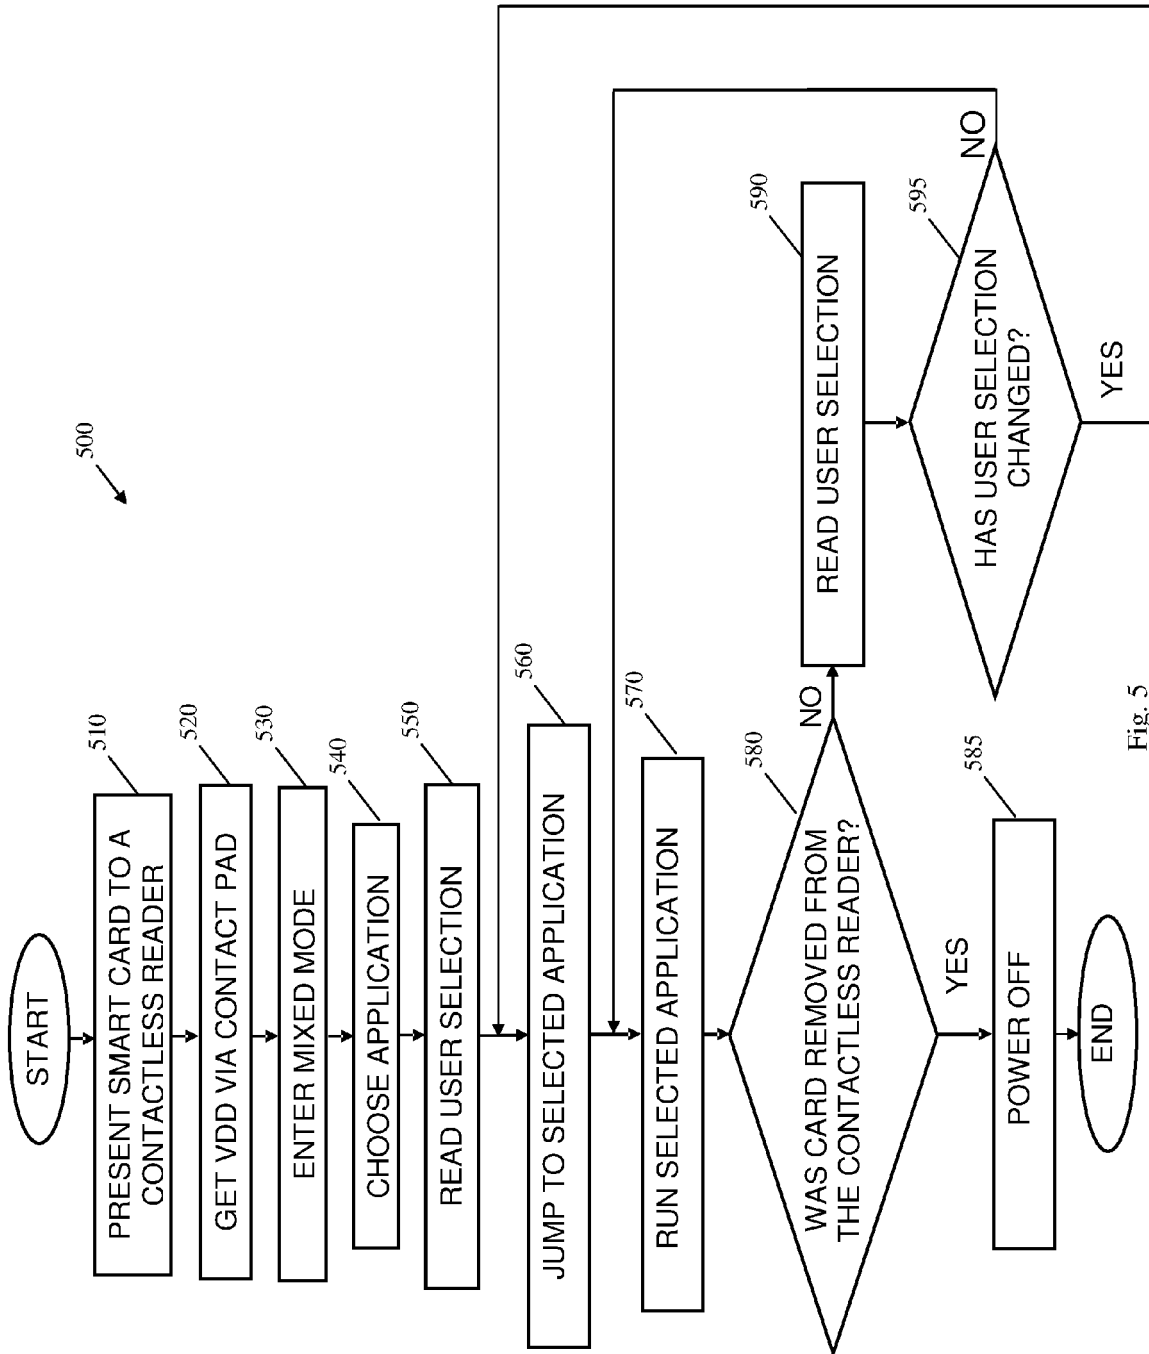 500
START
PRESENT SMART CARD TO A
CONTACTLESS READER
510
GET VDD VIA CONTACT PAD
520
ENTER MIXED MODE
530
CHOOSE APPLICATION
540
READ USER SELECTION
550
JUMP TO SELECTED APPLICATION
560
RUN SELECTED APPLICATION
570
WAS CARD REMOVED FROM
THE CONTACTLESS READER?
580
NO
YES
POWER OFF
585
END
READ USER SELECTION
590
HAS USER SELECTION
CHANGED?
595
NO
YES
Fig. 5